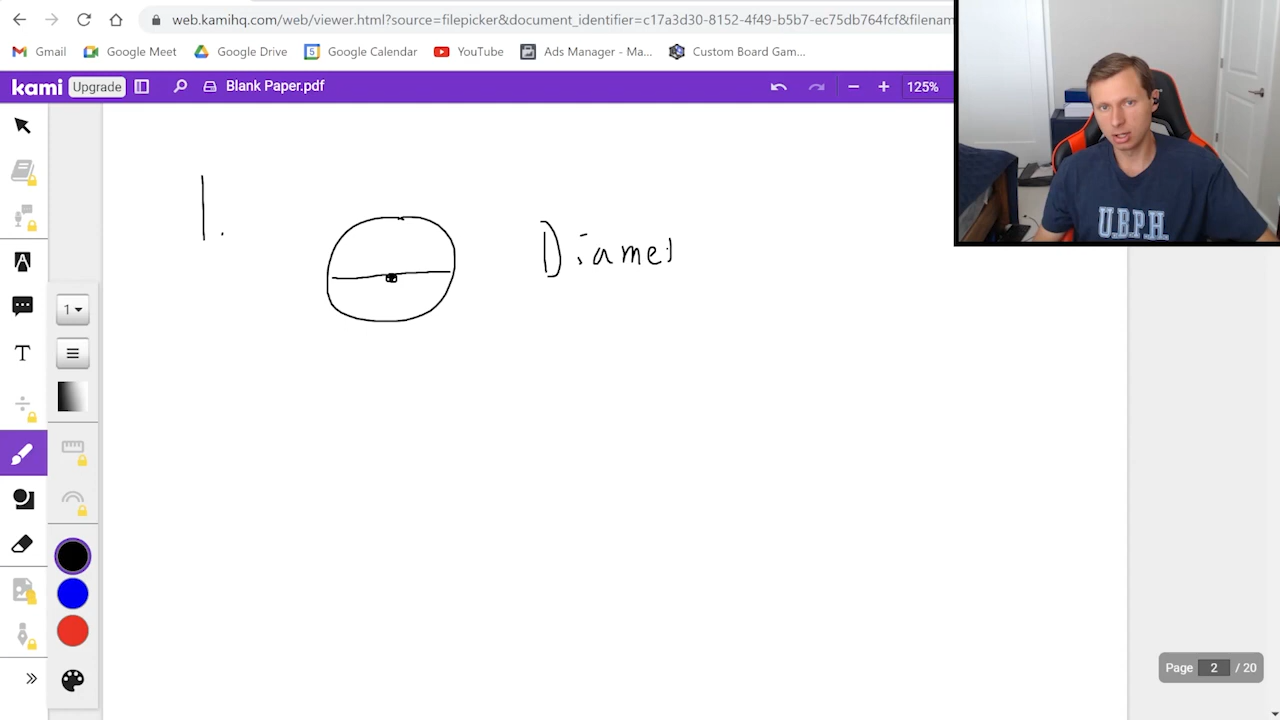 web.kamihq.com/web/viewer.html?source=filepicker&document_identifier=c17a3d30-8152-4f49-b5b7-ec75db764fcf&filenam
Gmail Google Meet Google Drive 5 Google Calendar YouTube Ads Manager - Ma... Custom Board Gam...
kami Upgrade Blank Paper.pdf 125%
1.
Diamet
UBPH
A
1
T
Page 2 / 20